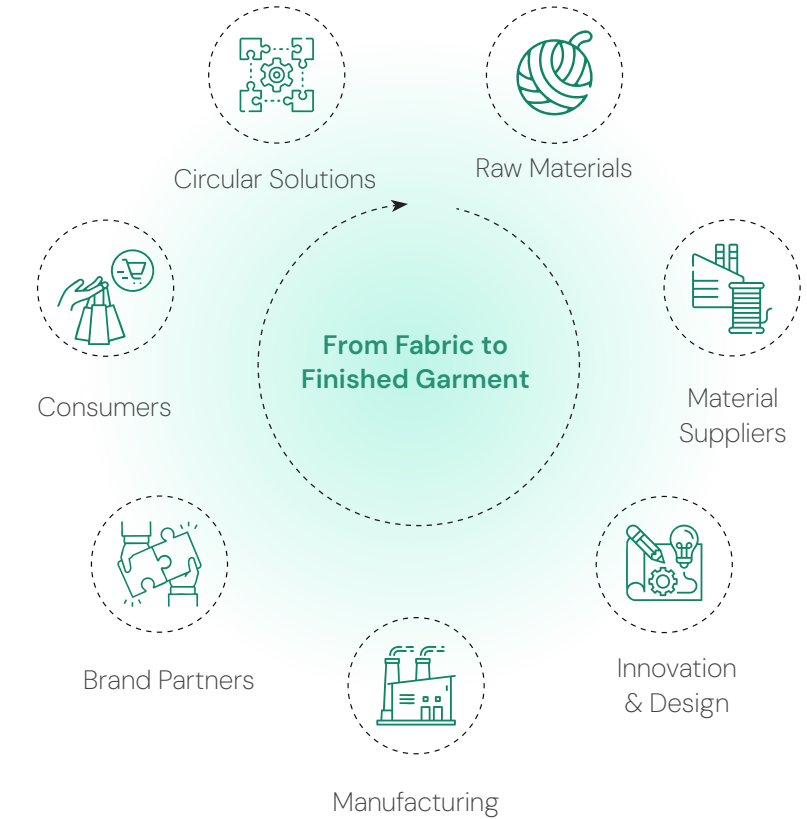 Circular Solutions
Raw Materials
From Fabric to
Finished Garment
Consumers
Material
Suppliers
Brand Partners
Innovation
& Design
Manufacturing